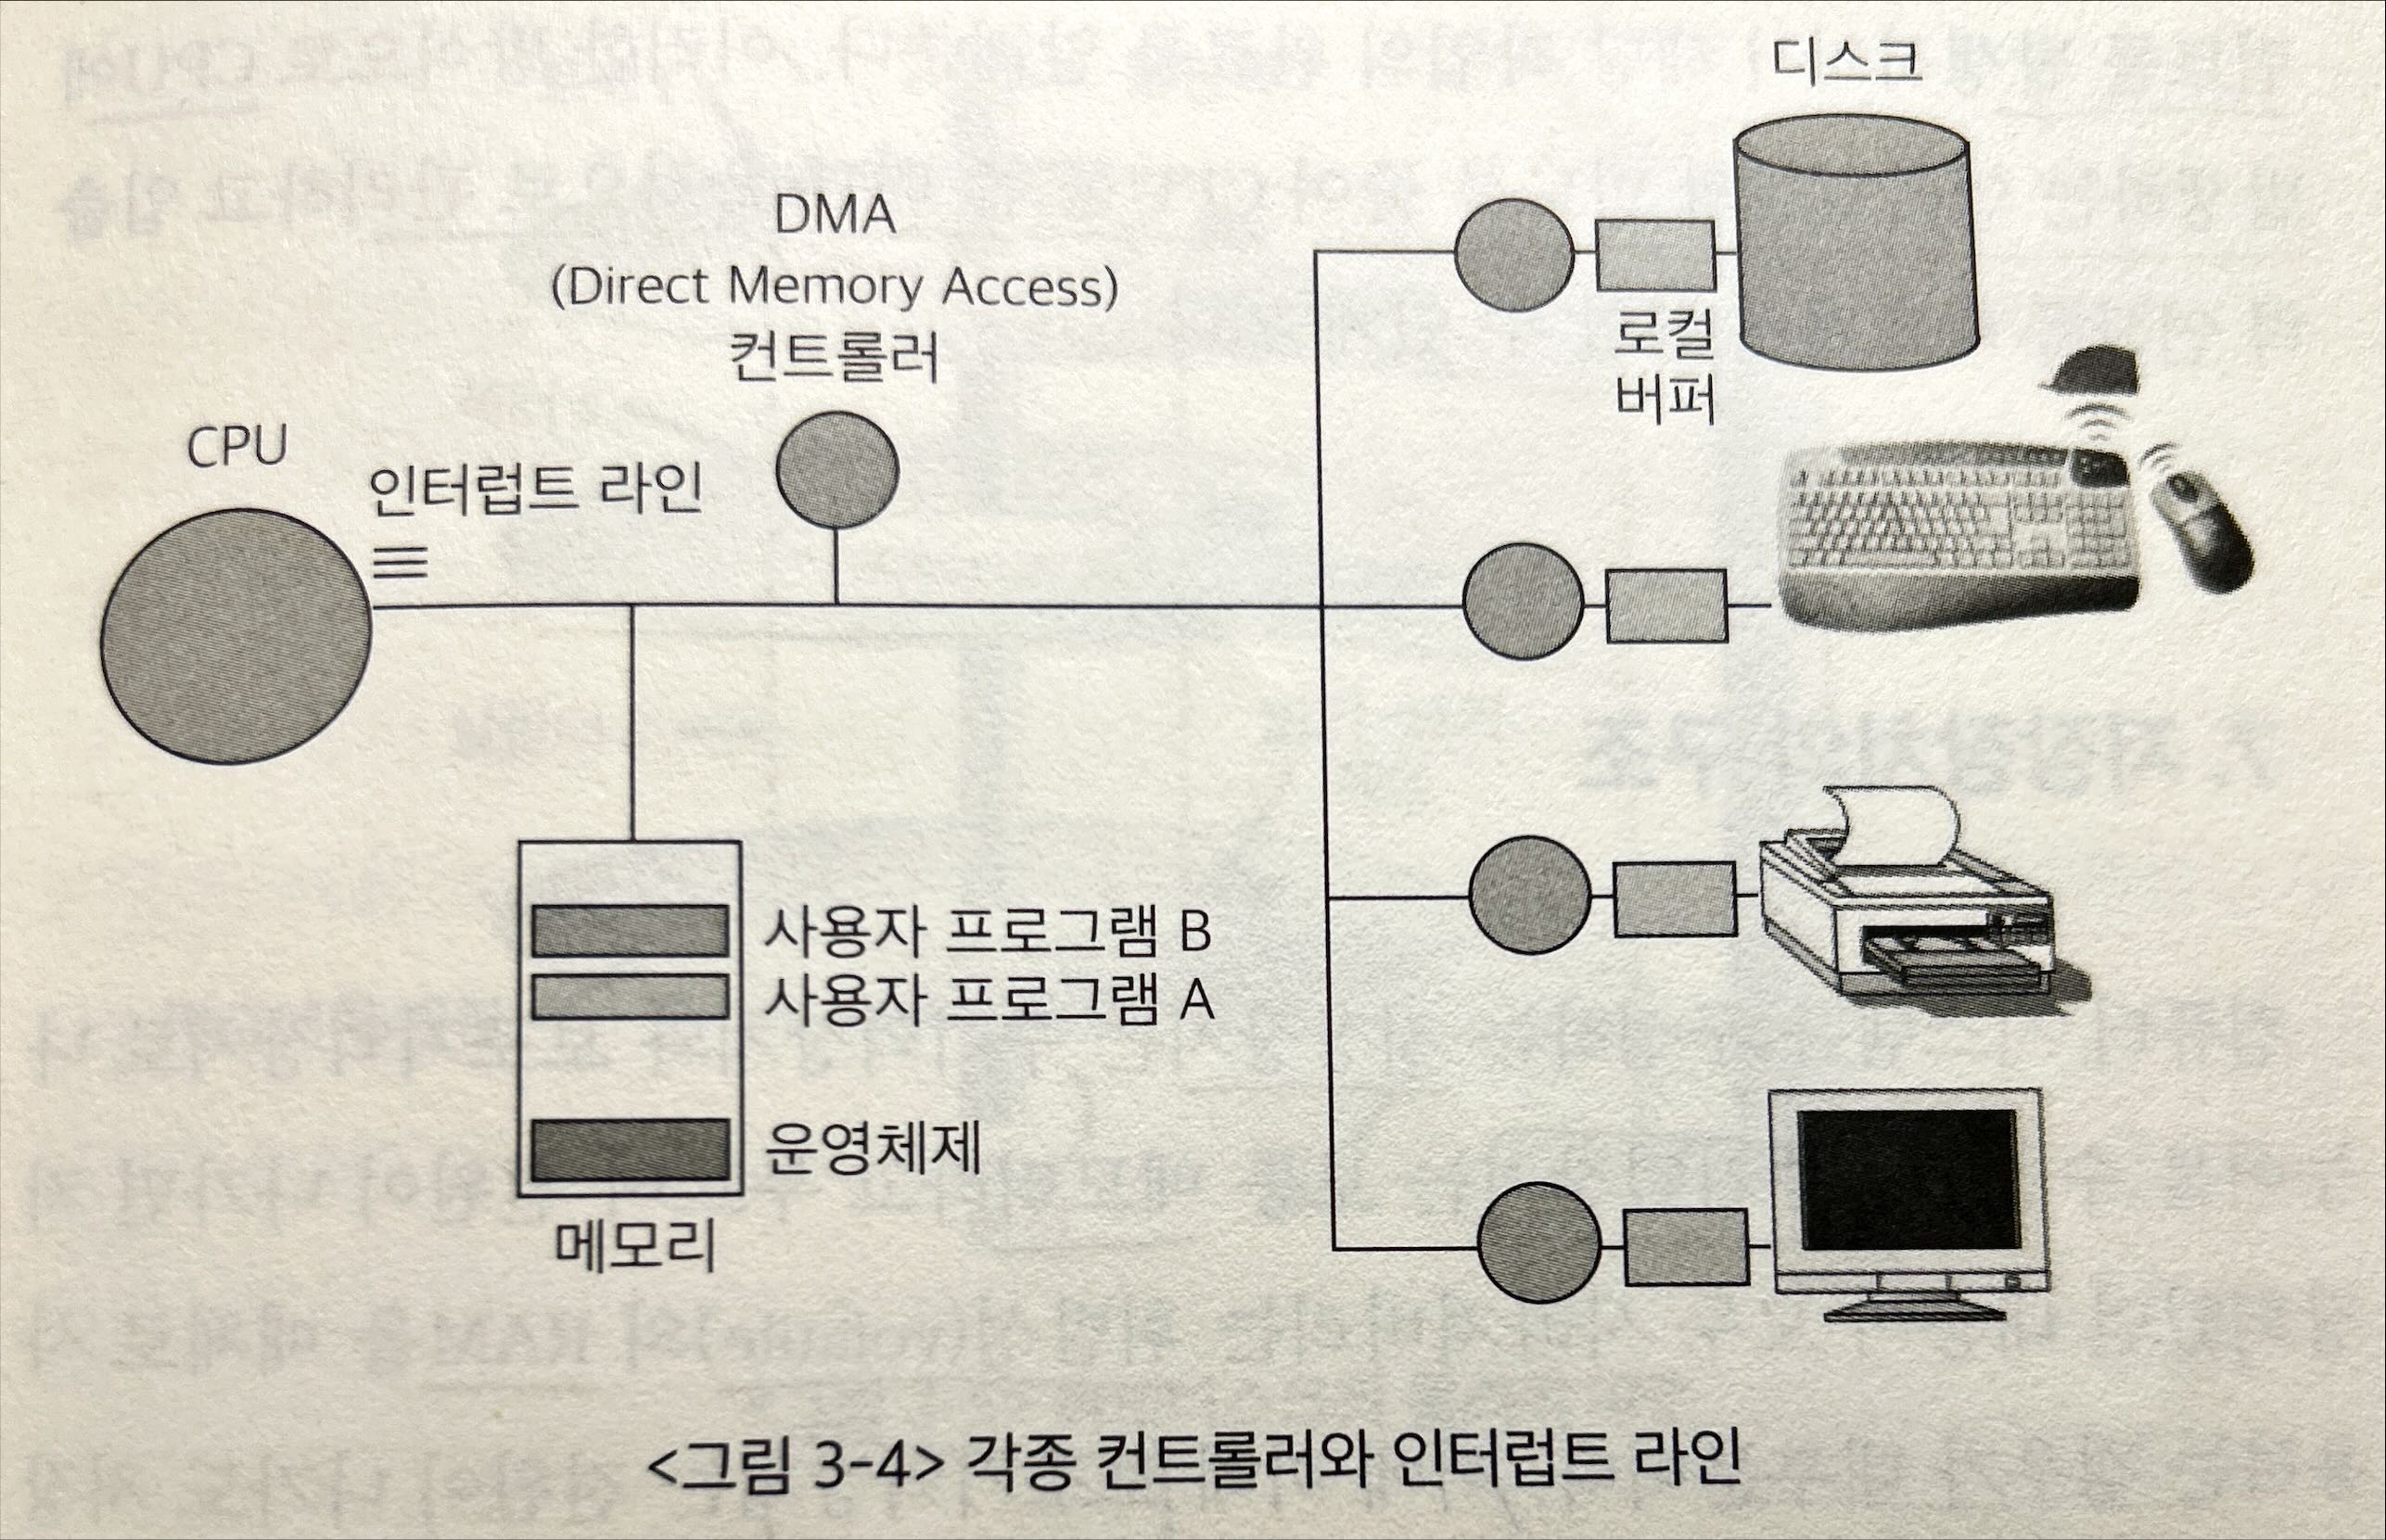 디스크
DMA
(Direct Memory Access)
컨트롤러
로컬
버퍼
CPU
인터럽트 라인
사용자 프로그램 B
사용자 프로그램 A
운영체제
메모리
<그림 3-4> 각종 컨트롤러와 인터럽트 라인